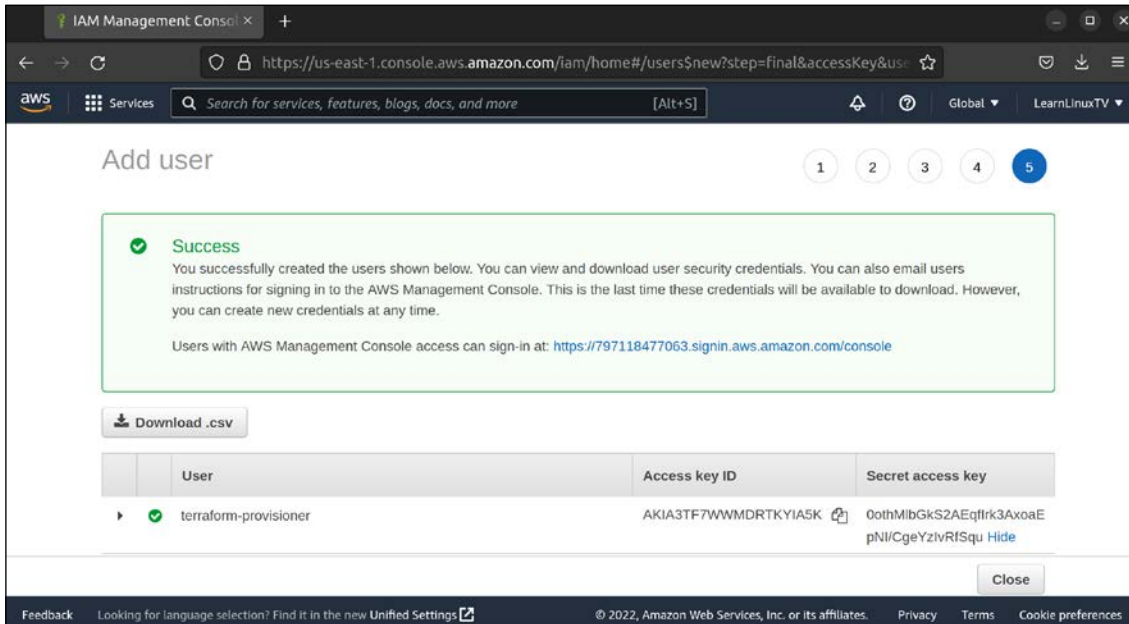 IAM Management Consol
https://us-east-1.console.aws.amazon.com/iam/home#/users$new?step=final&accessKey&use
aws Services Search for services, features, blogs, docs, and more [Alt+S] Global LearnLinuxTV
Add user 1 2 3 4 5
Success
You successfully created the users shown below. You can view and download user security credentials. You can also email users
instructions for signing in to the AWS Management Console. This is the last time these credentials will be available to download. However,
you can create new credentials at any time.
Users with AWS Management Console access can sign-in at: https://797118477063.signin.aws.amazon.com/console
Download .csv
User Access key ID Secret access key
terraform-provisioner AKIA3TF7WWMDRTKYIA5K
Hide
Close
Feedback Looking for language selection? Find it in the new Unified Settings © 2022, Amazon Web Services, Inc. or its affiliates. Privacy Terms Cookie preferences